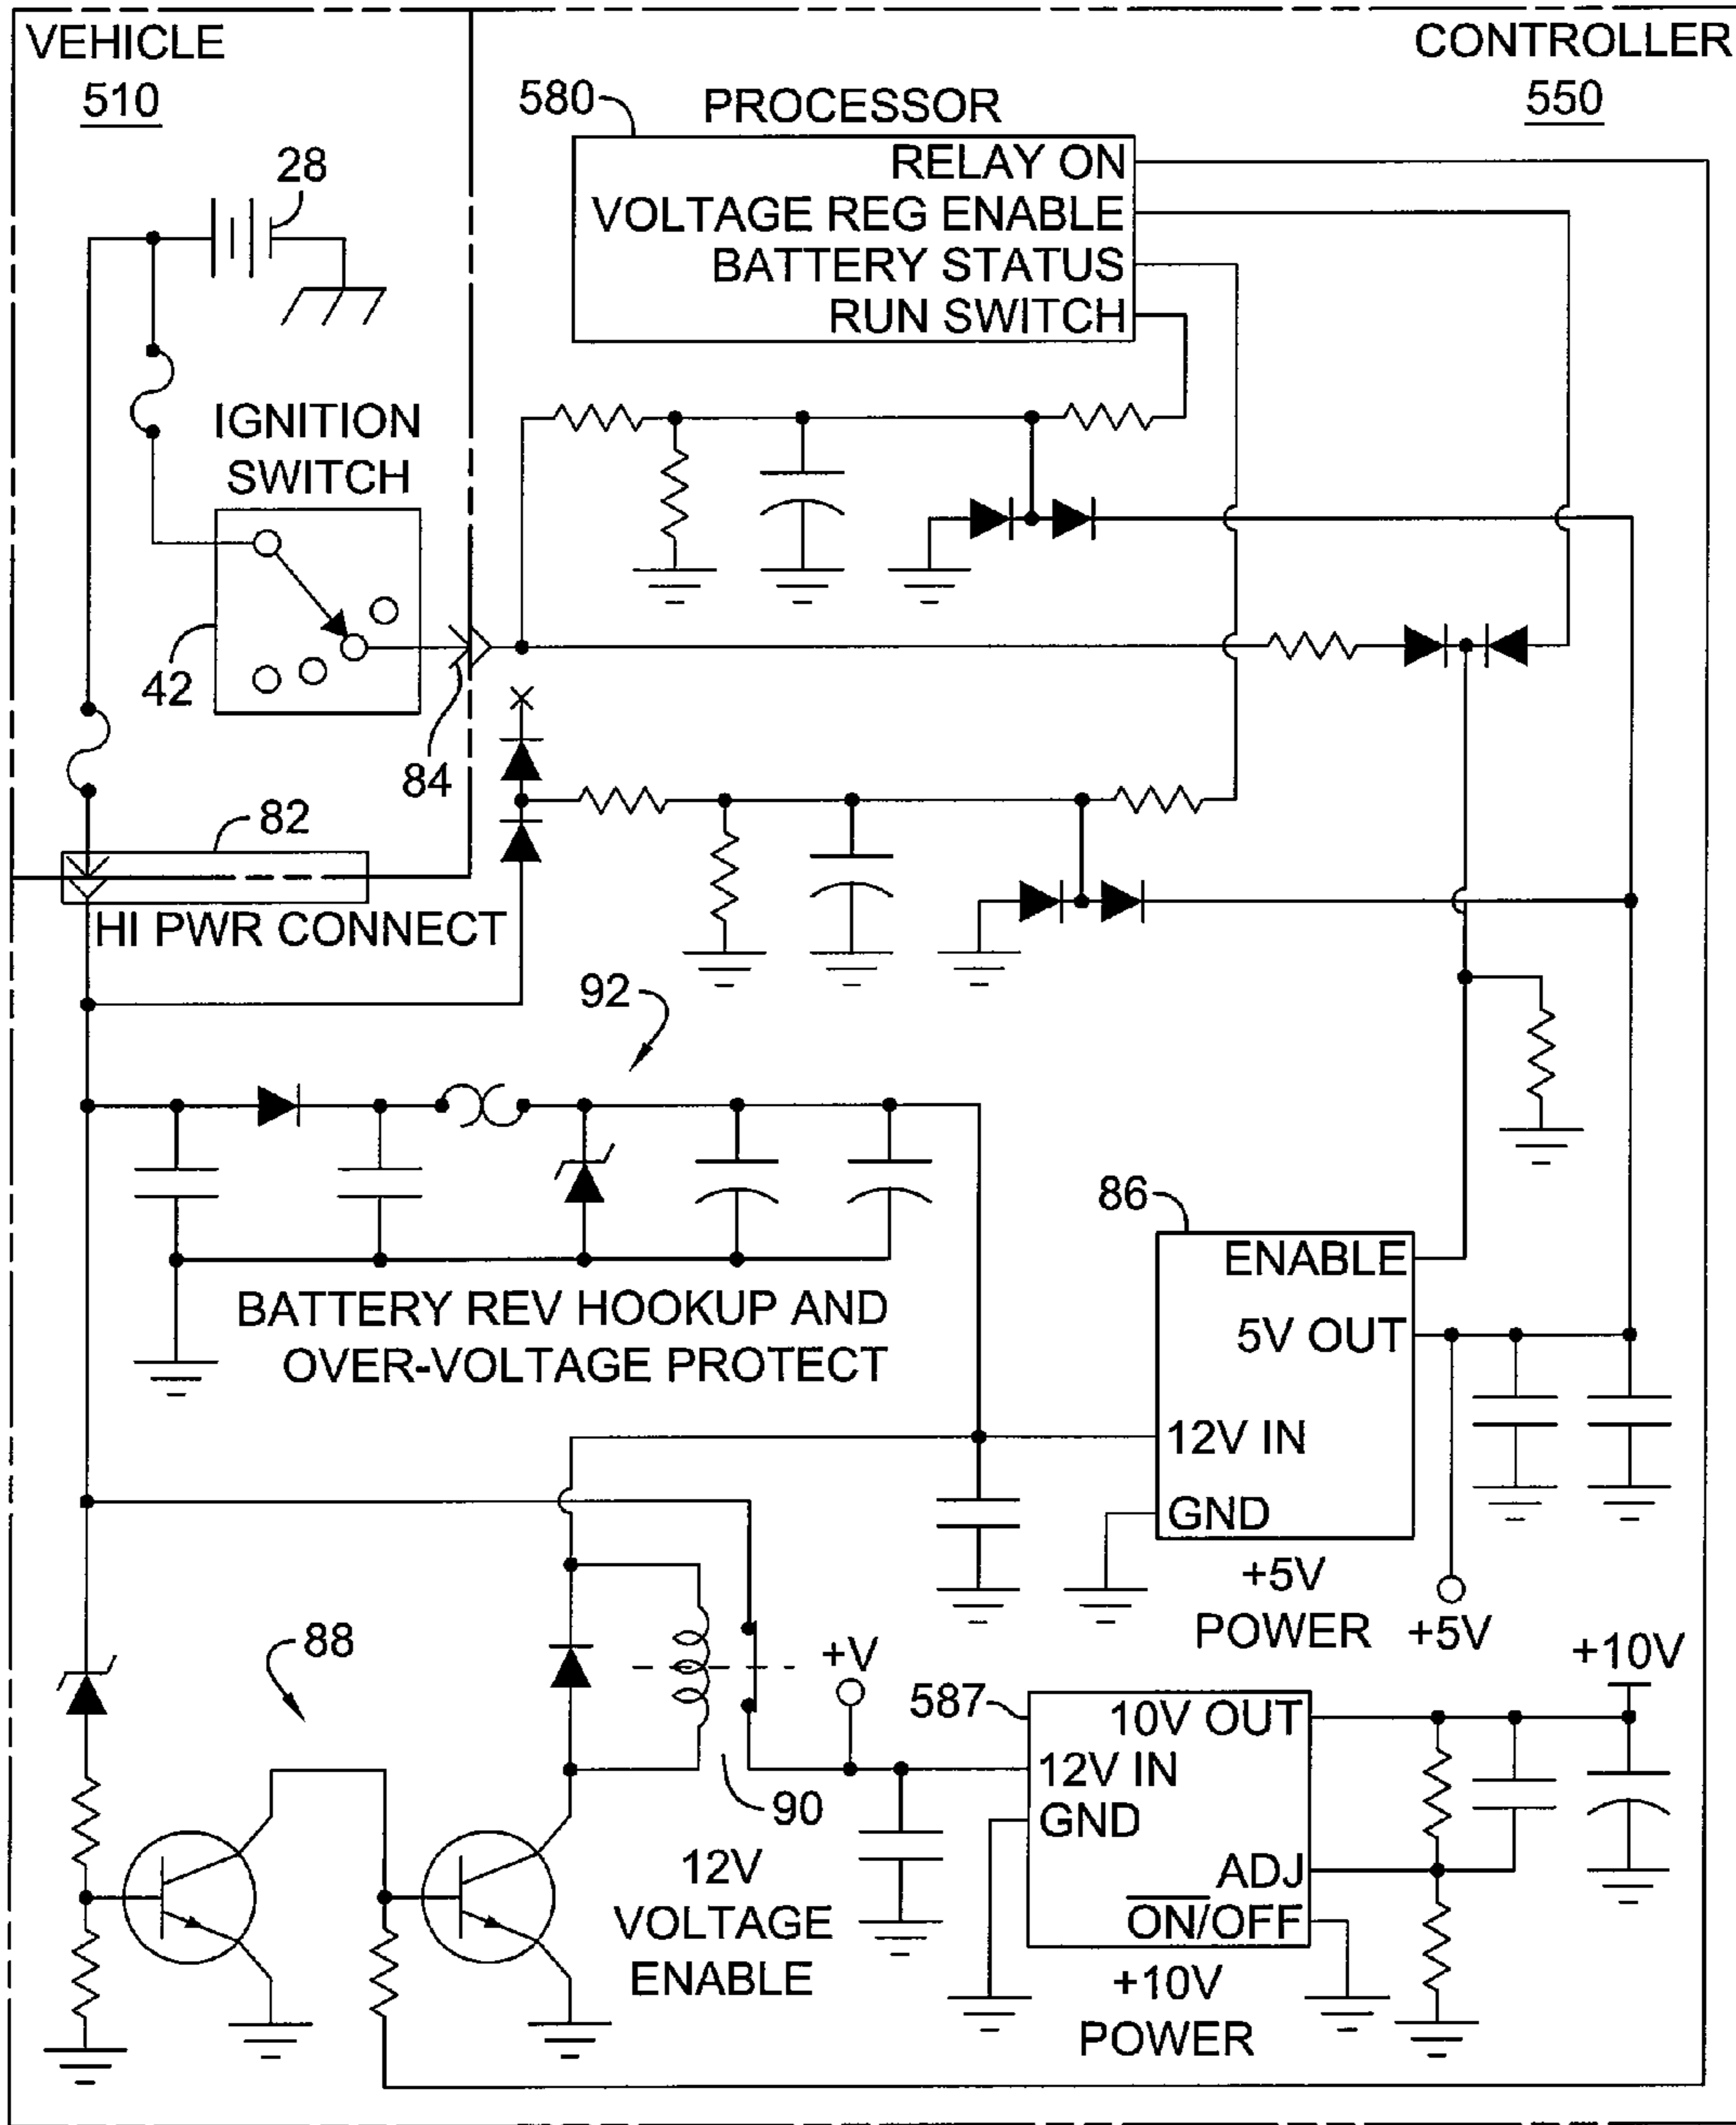 VEHICLE
510
CONTROLLER
550
580
PROCESSOR
RELAY ON
VOLTAGE REG ENABLE
BATTERY STATUS
RUN SWITCH
28
IGNITION
SWITCH
42
84
82
HI PWR CONNECT
92
BATTERY REV HOOKUP AND
OVER-VOLTAGE PROTECT
86
ENABLE
5V OUT
12V IN
GND
+5V
POWER
+5V
88
90
12V
VOLTAGE
ENABLE
+V
587
10V OUT
12V IN
GND
ADJ
ON/OFF
+10V
POWER
+10V